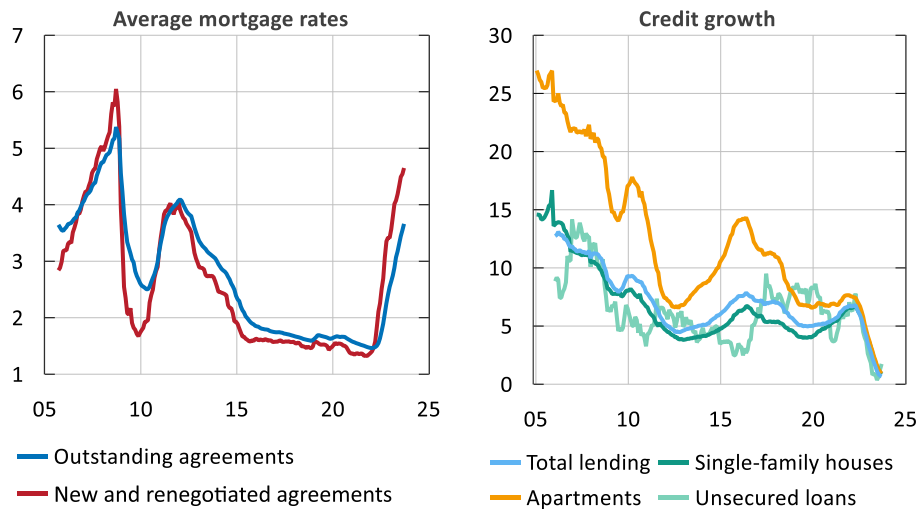 Average mortgage rates
7
6
5
4
3
2
1
05 10 15 20 25
Outstanding agreements
New and renegotiated agreements
Credit growth
30
25
20
15
10
5
0
05 10 15 20 25
Total lending Single-family houses
Apartments Unsecured loans